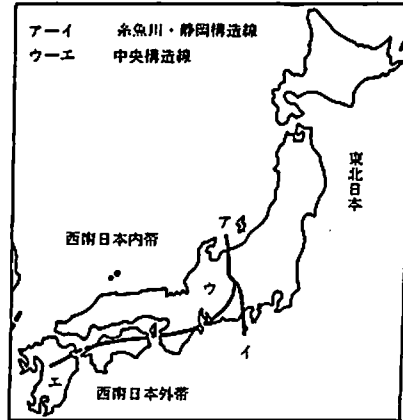 アーイ 糸魚川・静岡構造線
ウーエ 中央構造線
東北日本
ア
西南日本内帯
ウ
イ
エ
西南日本外帯